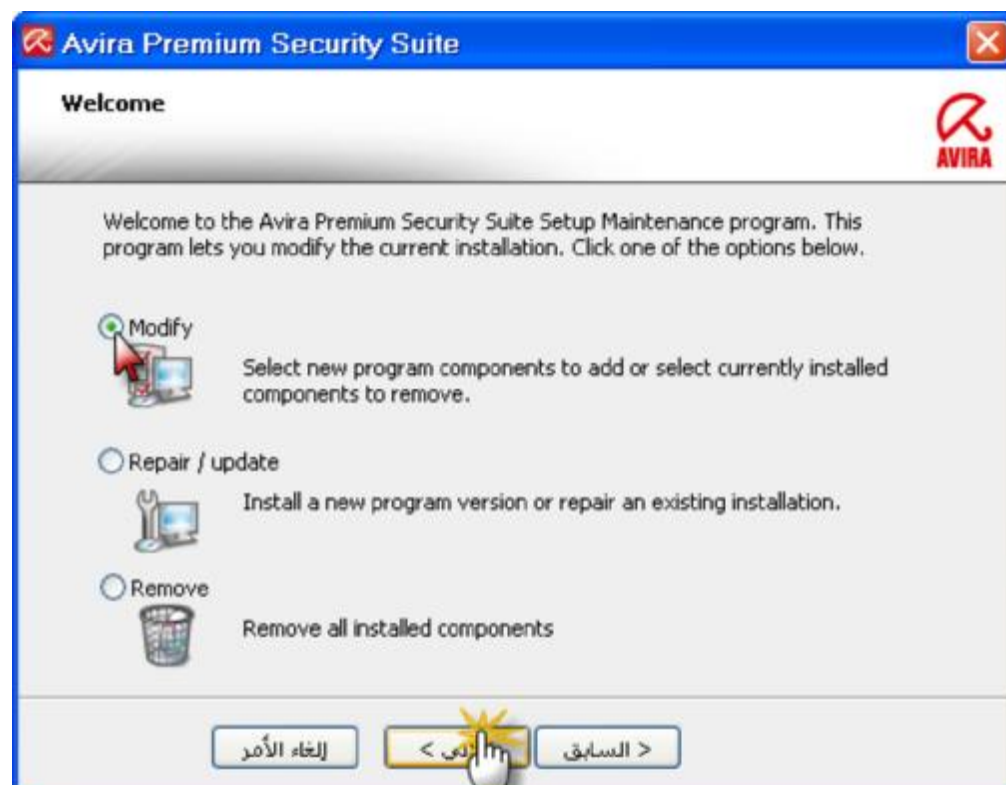 Avira Premium Security Suite
Welcome
AVIRA
Welcome to the Avira Premium Security Suite Setup Maintenance program. This
program lets you modify the current installation. Click one of the options below.
Modify
Select new program components to add or select currently installed
components to remove.
Repair / update
Install a new program version or repair an existing installation.
Remove
Remove all installed components
إلغاء الأمر
< السابق